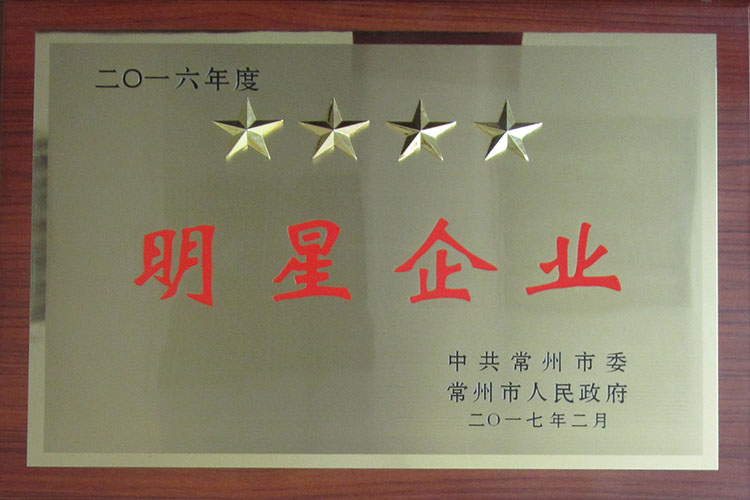 二〇一六年度
明星企业
中共常州市委
常州市人民政府
二〇一七年二月